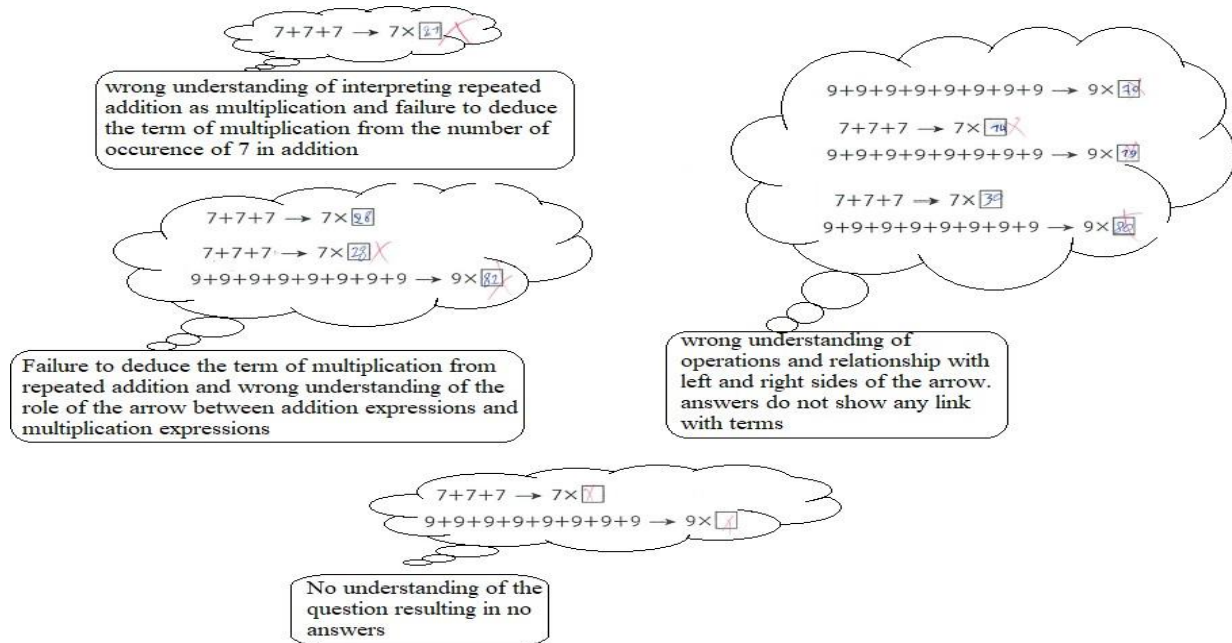 7+7+7 → 7×21
wrong understanding of interpreting repeated
addition as multiplication and failure to deduce
the term of multiplication from the number of
occurence of 7 in addition
7+7+7 → 7×28
7+7+7 → 7×28
9+9+9+9+9+9+9+9 → 9×82
Failure to deduce the term of multiplication from
repeated addition and wrong understanding of the
role of the arrow between addition expressions and
multiplication expressions
9+9+9+9+9+9+9+9 → 9×
7+7+7 → 7×14
9+9+9+9+9+9+9+9 → 9×
7+7+7 → 7×30
9+9+9+9+9+9+9+9 → 9×
wrong understanding of
operations and relationship with
left and right sides of the arrow.
answers do not show any link
with terms
7+7+7 → 7×
9+9+9+9+9+9+9+9 → 9×
No understanding of the
question resulting in no
answers